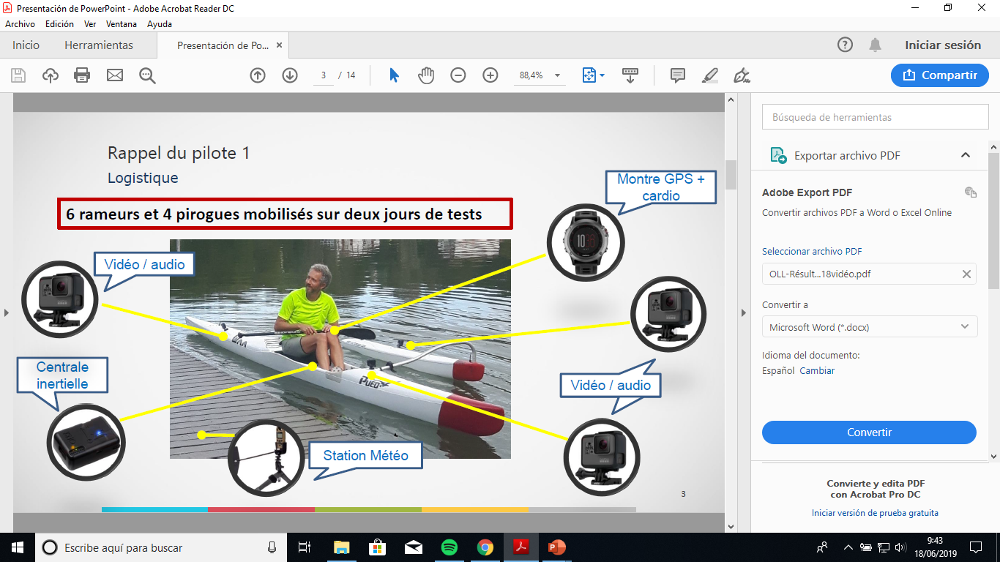 Presentación de PowerPoint - Adobe Acrobat Reader DC
Archivo Edición Ver Ventana Ayuda
Inicio Herramientas Presentación de Po... ×
Iniciar sesión
3 / 14
88,4%
Compartir
Rappel du pilote 1
Logistique
6 rameurs et 4 pirogues mobilisés sur deux jours de tests
Montre GPS +
cardio
Vidéo / audio
Centrale
inertielle
Vidéo / audio
Station Météo
PUEO
3
Búsqueda de herramientas
Exportar archivo PDF
Adobe Export PDF
Convertir archivos PDF a Word o Excel Online
Seleccionar archivo PDF
OLL-Résult...18vidéo.pdf
Convertir a
Microsoft Word (*.docx)
Idioma del documento:
Español Cambiar
Convertir
Convierte y edita PDF
con Acrobat Pro DC
Iniciar versión de prueba gratuita
Escribe aquí para buscar
9:43
18/06/2019